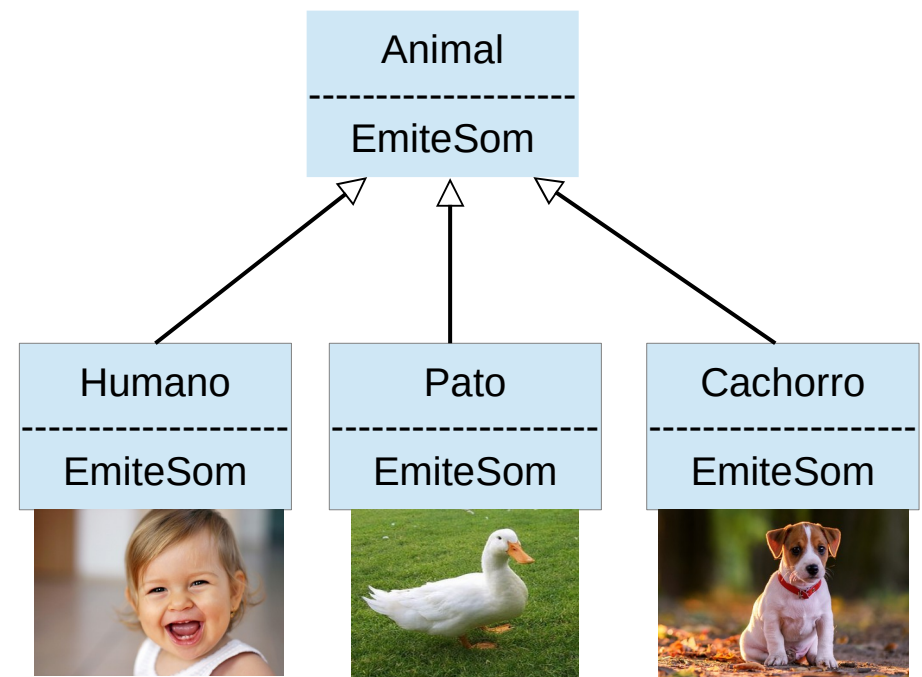 Animal
EmiteSom
Humano
EmiteSom
Pato
EmiteSom
Cachorro
EmiteSom